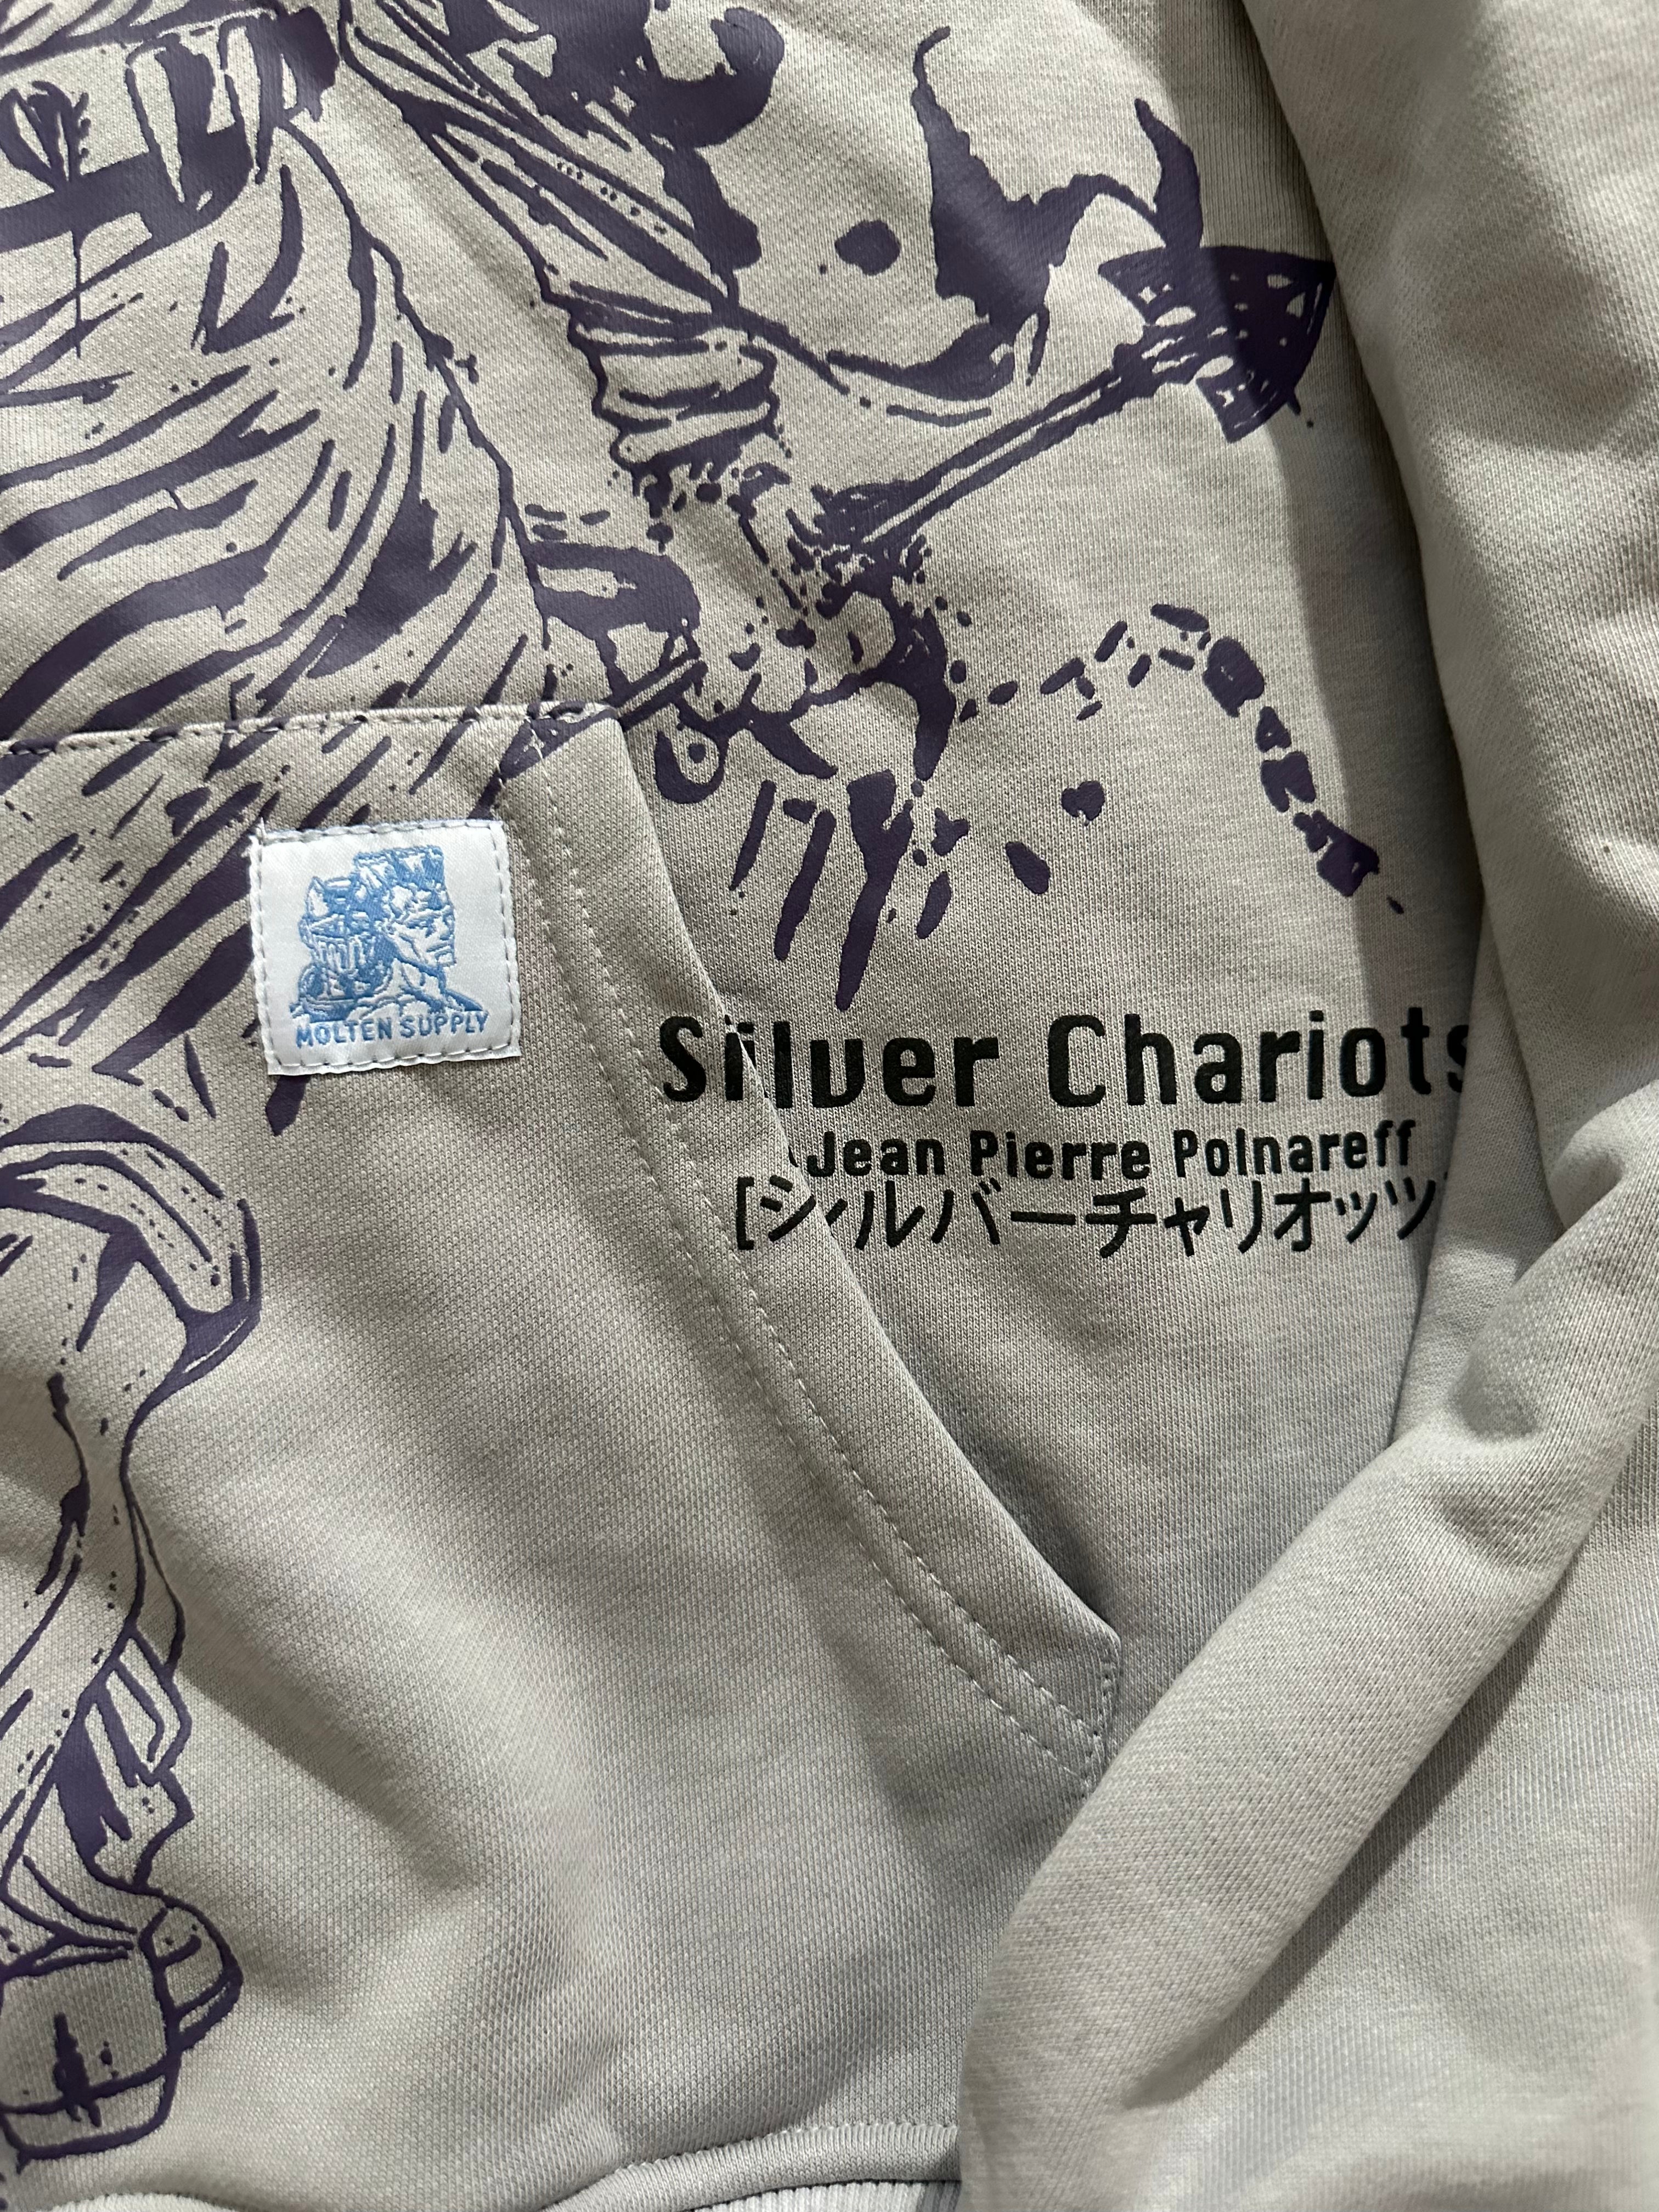 MOLTEN SUPPLY
Silver Chariots
Jean Pierre Polnareff
[シルバーチャリオッツ